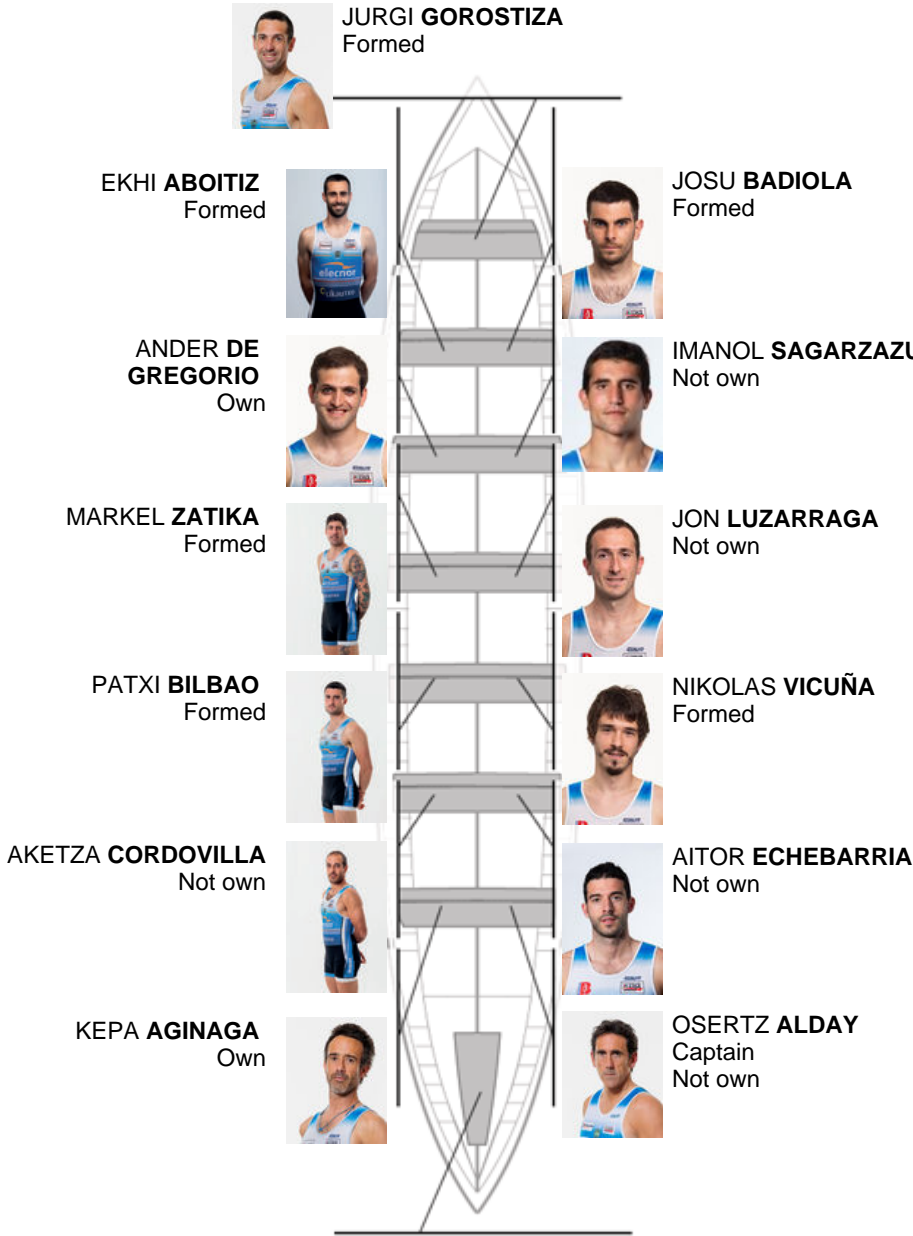 JURGI GOROSTIZA
Formed
EKHI ABOITIZ
Formed
JOSU BADIOLA
Formed
ANDER DE
GREGORIO
Own
IMANOL SAGARZAZU
Not own
MARKEL ZATIKA
Formed
JON LUZARRAGA
Not own
PATXI BILBAO
Formed
NIKOLAS VICUÑA
Formed
AKETZA CORDOVILLA
Not own
AITOR ECHEBARRIA
Not own
KEPA AGINAGA
Own
OSERTZ ALDAY
Captain
Not own
elecnor